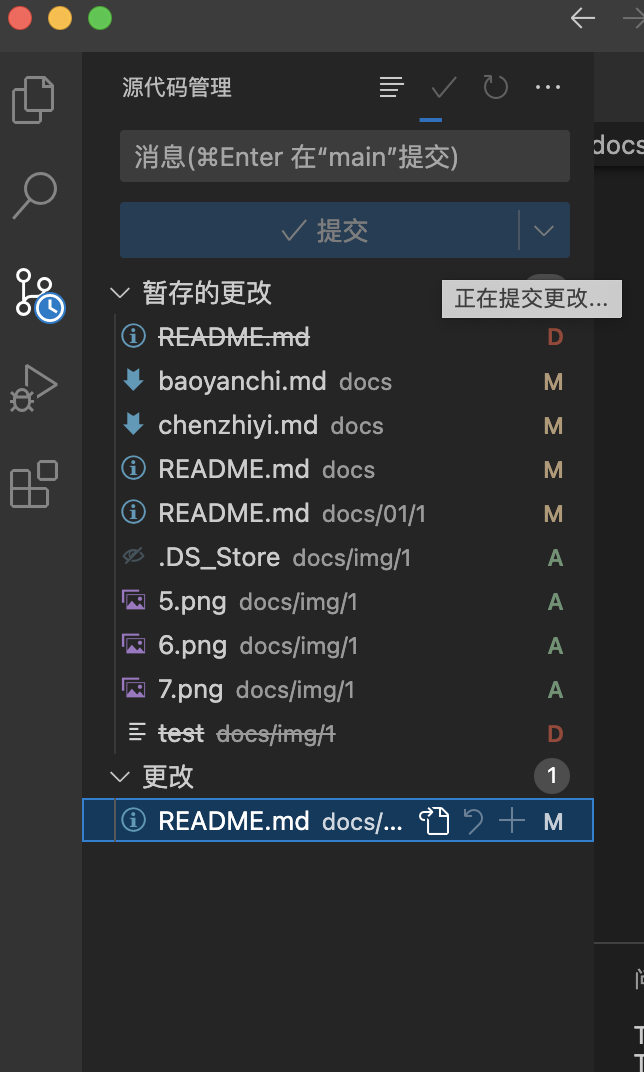 源代码管理
docs
消息(⌘Enter 在“main”提交)
提交
暂存的更改
正在提交更改...
README.md D
baoyanchi.md docs M
chenzhiyi.md docs M
README.md docs M
README.md docs/01/1 M
.DS_Store docs/img/1 A
5.png docs/img/1 A
6.png docs/img/1 A
7.png docs/img/1 A
test docs/img/1 D
更改 1
README.md docs/... M